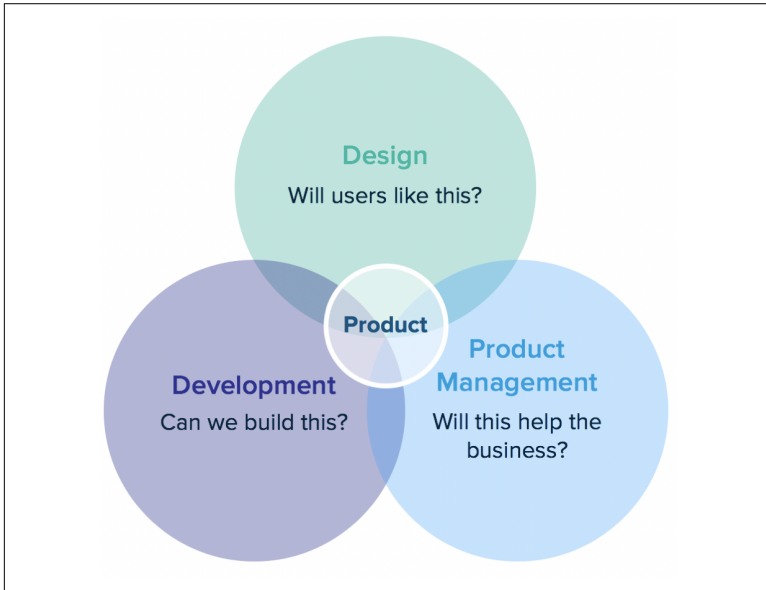 Design
Will users like this?
Product
Development
Can we build this?
Product
Management
Will this help the
business?